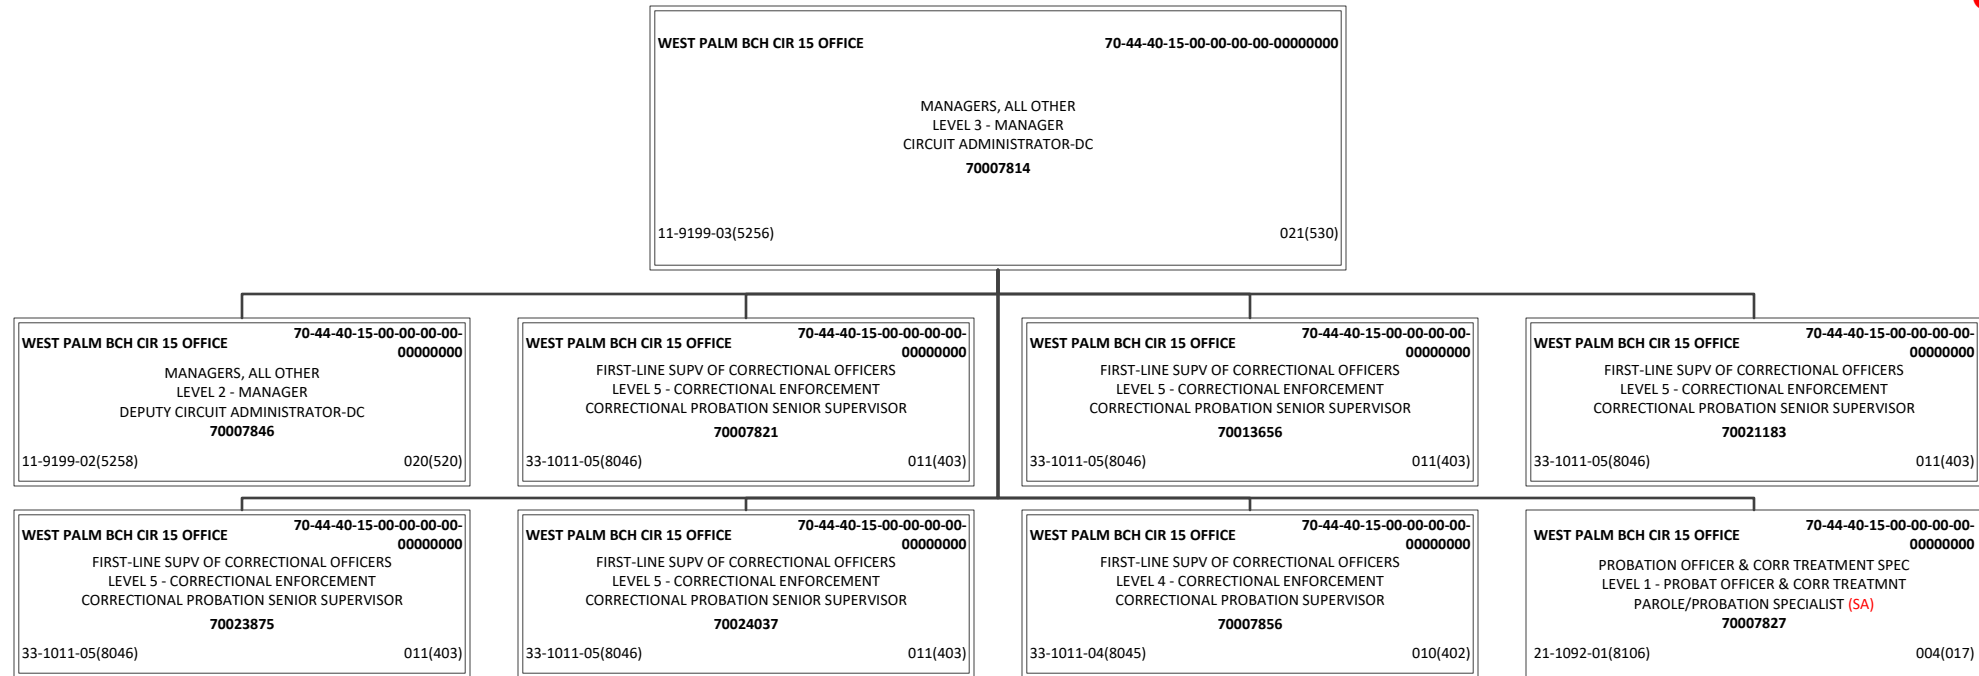 WEST PALM BCH CIR 15 OFFICE 70-44-40-15-00-00-00-00-00000000
MANAGERS, ALL OTHER
LEVEL 3 - MANAGER
CIRCUIT ADMINISTRATOR-DC
70007814
11-9199-03(5256) 021(530)
WEST PALM BCH CIR 15 OFFICE 70-44-40-15-00-00-00-00-
00000000
MANAGERS, ALL OTHER
LEVEL 2 - MANAGER
DEPUTY CIRCUIT ADMINISTRATOR-DC
70007846
11-9199-02(5258) 020(520)
WEST PALM BCH CIR 15 OFFICE 70-44-40-15-00-00-00-00-
00000000
FIRST-LINE SUPV OF CORRECTIONAL OFFICERS
LEVEL 5 - CORRECTIONAL ENFORCEMENT
CORRECTIONAL PROBATION SENIOR SUPERVISOR
70007821
33-1011-05(8046) 011(403)
WEST PALM BCH CIR 15 OFFICE 70-44-40-15-00-00-00-00-
00000000
FIRST-LINE SUPV OF CORRECTIONAL OFFICERS
LEVEL 5 - CORRECTIONAL ENFORCEMENT
CORRECTIONAL PROBATION SENIOR SUPERVISOR
70013656
33-1011-05(8046) 011(403)
WEST PALM BCH CIR 15 OFFICE 70-44-40-15-00-00-00-00-
00000000
FIRST-LINE SUPV OF CORRECTIONAL OFFICERS
LEVEL 5 - CORRECTIONAL ENFORCEMENT
CORRECTIONAL PROBATION SENIOR SUPERVISOR
70021183
33-1011-05(8046) 011(403)
WEST PALM BCH CIR 15 OFFICE 70-44-40-15-00-00-00-00-
00000000
FIRST-LINE SUPV OF CORRECTIONAL OFFICERS
LEVEL 5 - CORRECTIONAL ENFORCEMENT
CORRECTIONAL PROBATION SENIOR SUPERVISOR
70023875
33-1011-05(8046) 011(403)
WEST PALM BCH CIR 15 OFFICE 70-44-40-15-00-00-00-00-
00000000
FIRST-LINE SUPV OF CORRECTIONAL OFFICERS
LEVEL 5 - CORRECTIONAL ENFORCEMENT
CORRECTIONAL PROBATION SENIOR SUPERVISOR
70024037
33-1011-05(8046) 011(403)
WEST PALM BCH CIR 15 OFFICE 70-44-40-15-00-00-00-00-
00000000
FIRST-LINE SUPV OF CORRECTIONAL OFFICERS
LEVEL 4 - CORRECTIONAL ENFORCEMENT
CORRECTIONAL PROBATION SUPERVISOR
70007856
33-1011-04(8045) 010(402)
WEST PALM BCH CIR 15 OFFICE 70-44-40-15-00-00-00-00-
00000000
PROBATION OFFICER & CORR TREATMENT SPEC
LEVEL 1 - PROBAT OFFICER & CORR TREATMNT
PAROLE/PROBATION SPECIALIST (SA)
70007827
21-1092-01(8106) 004(017)